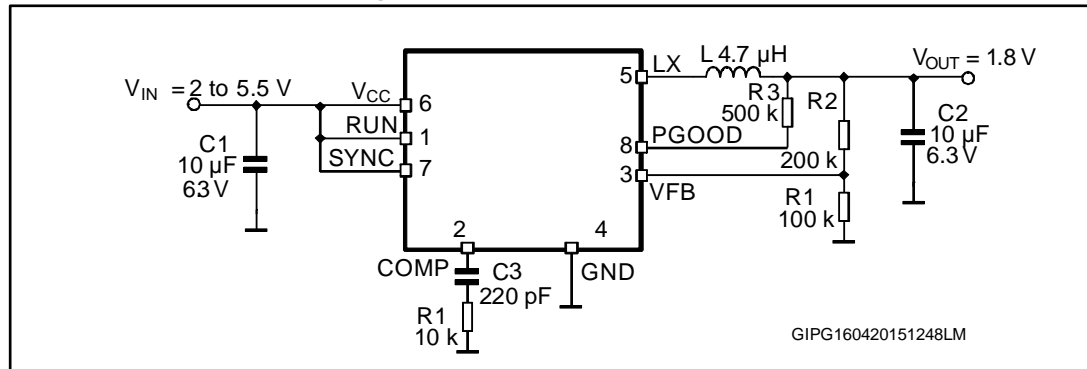 V_IN = 2 to 5.5 V
C1
10 µF
6.3 V
V_CC
6
RUN
1
SYNC
7
5
LX
L 4.7 µH
V_OUT = 1.8 V
R3
500 k
R2
200 k
C2
10 µF
6.3 V
8
PGOOD
3
VFB
R1
100 k
2
COMP
C3
220 pF
R1
10 k
4
GND
GIPG160420151248LM